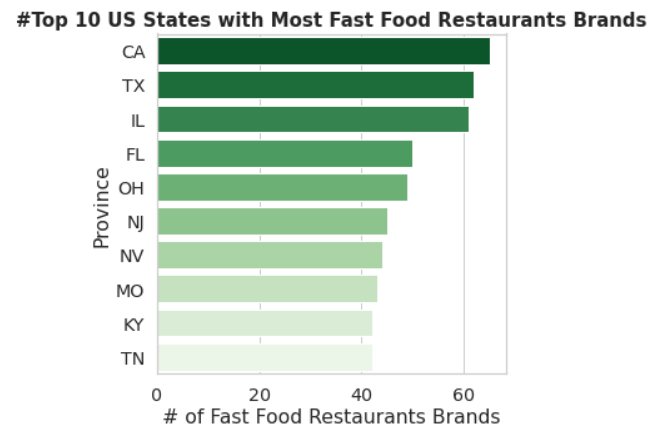 #Top 10 US States with Most Fast Food Restaurants Brands
CA
TX
IL
FL
OH
NJ
NV
MO
KY
TN
Province
0 20 40 60
# of Fast Food Restaurants Brands